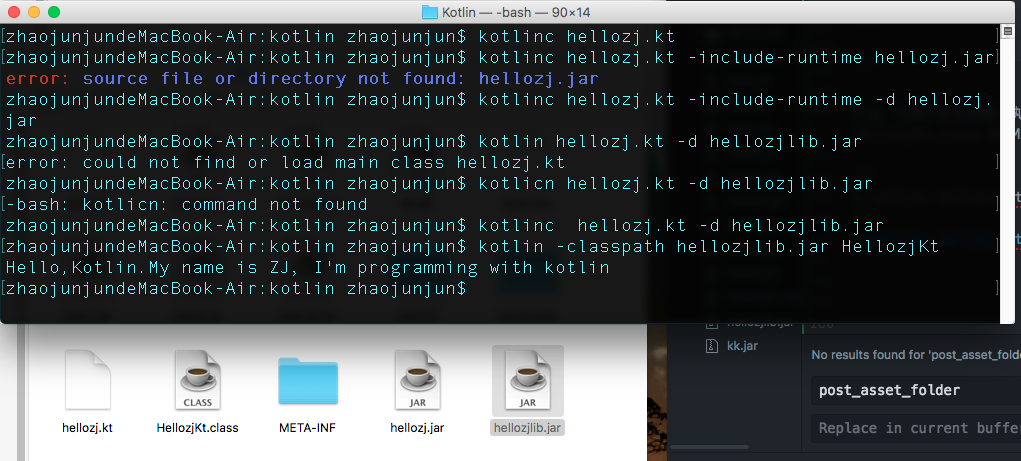 Kotlin — -bash — 90×14
[zhaojunjundeMacBook-Air:kotlin zhaojunjun$ kotlinc hellozj.kt ]
[zhaojunjundeMacBook-Air:kotlin zhaojunjun$ kotlinc hellozj.kt -include-runtime hellozj.jar]
error: source file or directory not found: hellozj.jar
zhaojunjundeMacBook-Air:kotlin zhaojunjun$ kotlinc hellozj.kt -include-runtime -d hellozj.
jar
zhaojunjundeMacBook-Air:kotlin zhaojunjun$ kotlin hellozj.kt -d hellozjlib.jar
[error: could not find or load main class hellozj.kt ]
zhaojunjundeMacBook-Air:kotlin zhaojunjun$ kotlicn hellozj.kt -d hellozjlib.jar
[-bash: kotlicn: command not found ]
zhaojunjundeMacBook-Air:kotlin zhaojunjun$ kotlinc  hellozj.kt -d hellozjlib.jar
[zhaojunjundeMacBook-Air:kotlin zhaojunjun$ kotlin -classpath hellozjlib.jar HellozjKt ]
Hello,Kotlin.My name is ZJ, I'm programming with kotlin
[zhaojunjundeMacBook-Air:kotlin zhaojunjun$ ]
hellozjlib.jar
kk.jar
No results found for 'post_asset_folde
post_asset_folder
Replace in current buffer
CLASS
JAR
JAR
hellozj.kt
HellozjKt.class
META-INF
hellozj.jar
hellozjlib.jar